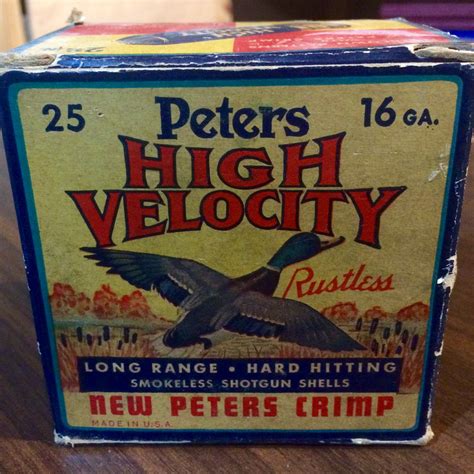 25 Peters 16 GA.
HIGH
VELOCITY
Rustless
LONG RANGE • HARD HITTING
SMOKELESS SHOTGUN SHELLS
NEW PETERS CRIMP
MADE IN U.S.A.